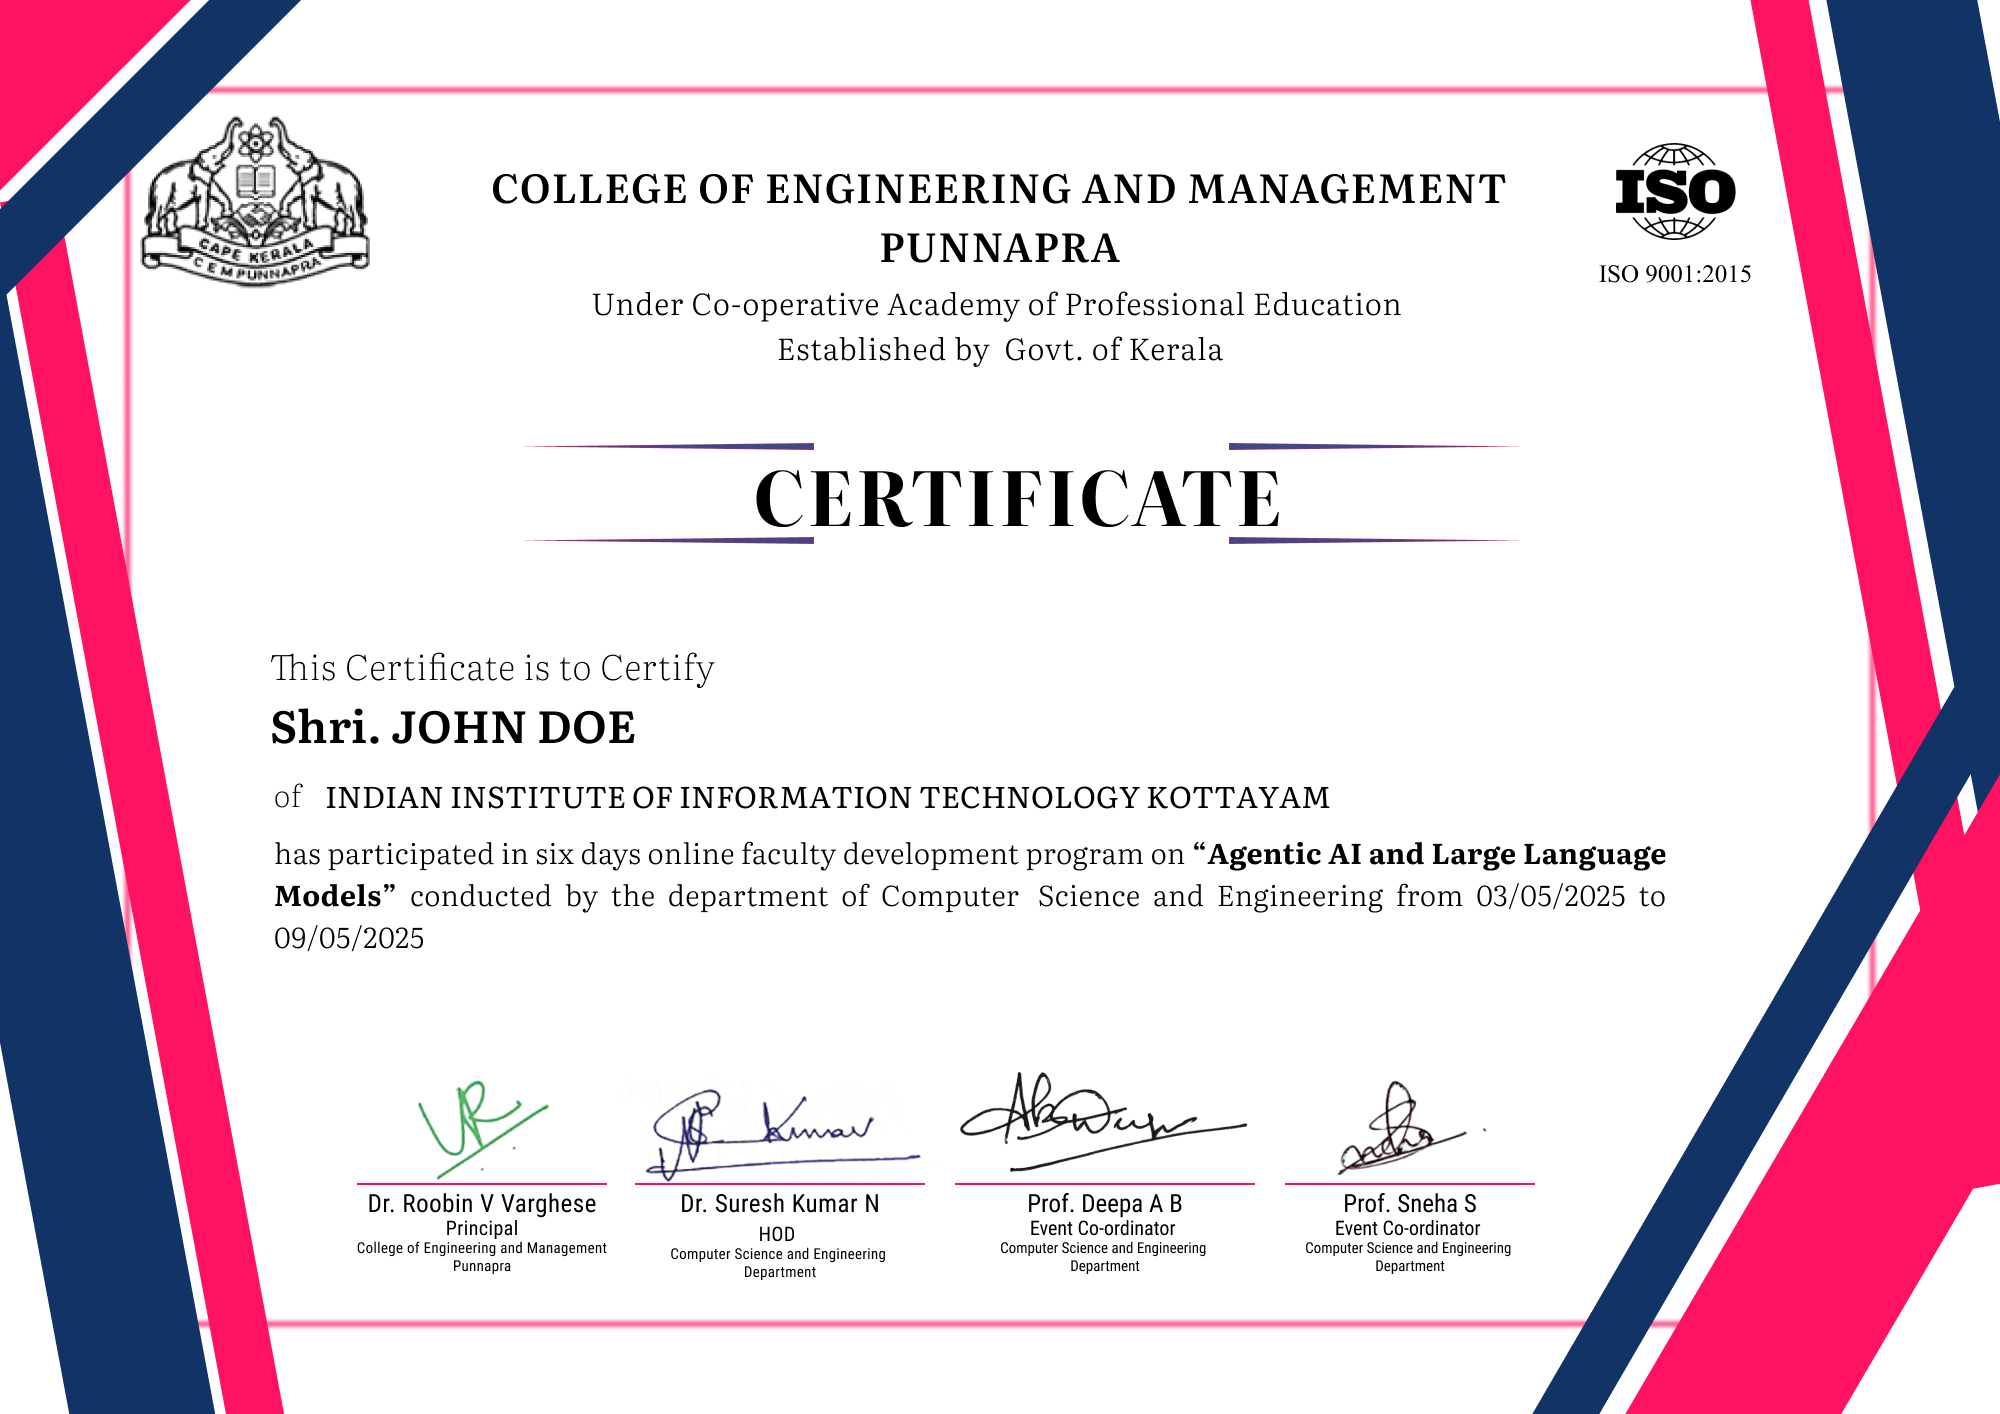 CAPE KERALA
C E M PUNNAPRA
COLLEGE OF ENGINEERING AND MANAGEMENT
PUNNAPRA
Under Co-operative Academy of Professional Education
Established by Govt. of Kerala
ISO
ISO 9001:2015
CERTIFICATE
This Certificate is to Certify
Shri. JOHN DOE
of INDIAN INSTITUTE OF INFORMATION TECHNOLOGY KOTTAYAM
has participated in six days online faculty development program on “Agentic AI and Large Language
Models” conducted by the department of Computer Science and Engineering from 03/05/2025 to
09/05/2025
Kumar
Dr. Roobin V Varghese
Principal
College of Engineering and Management
Punnapra
Dr. Suresh Kumar N
HOD
Computer Science and Engineering
Department
Prof. Deepa A B
Event Co-ordinator
Computer Science and Engineering
Department
Prof. Sneha S
Event Co-ordinator
Computer Science and Engineering
Department